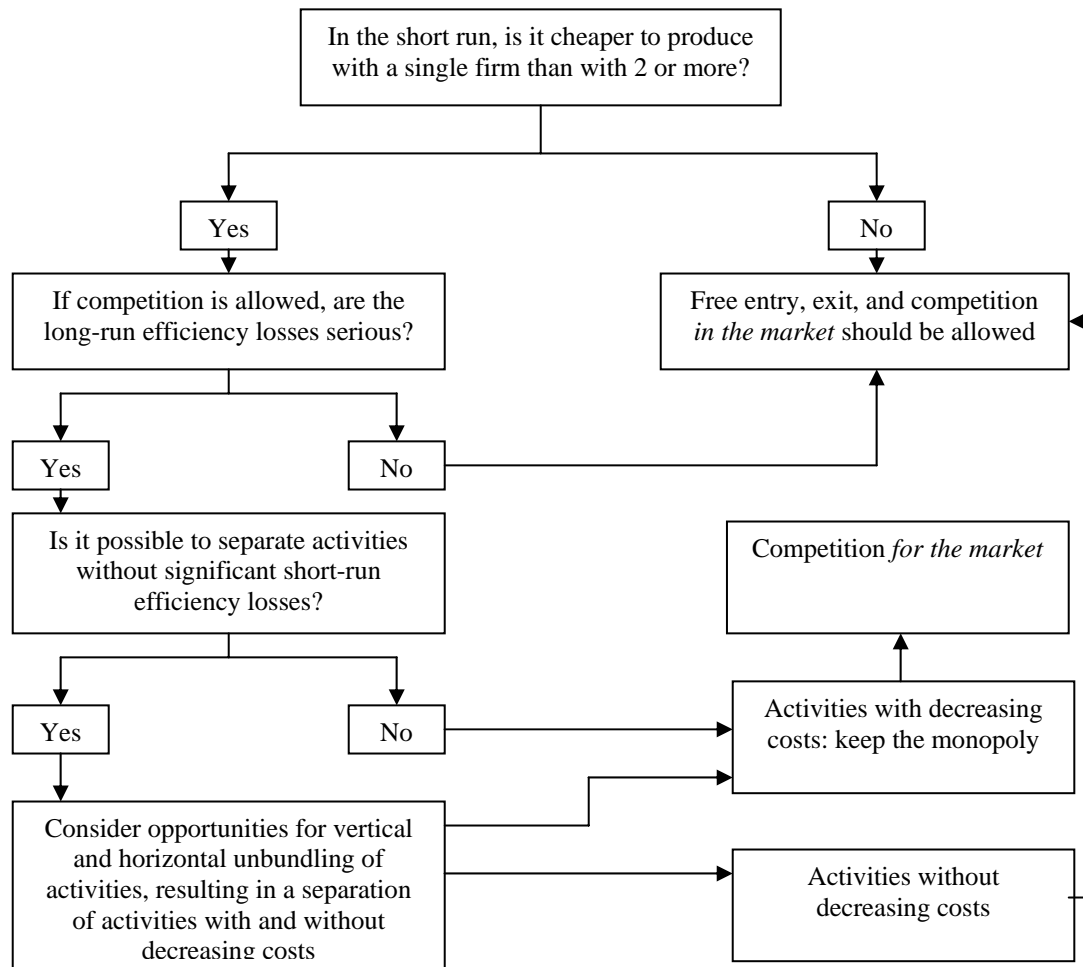 In the short run, is it cheaper to produce
with a single firm than with 2 or more?
Yes
No
If competition is allowed, are the
long-run efficiency losses serious?
Free entry, exit, and competition
in the market should be allowed
Yes
No
Is it possible to separate activities
without significant short-run
efficiency losses?
Competition for the market
Yes
No
Activities with decreasing
costs: keep the monopoly
Consider opportunities for vertical
and horizontal unbundling of
activities, resulting in a separation
of activities with and without
decreasing costs
Activities without
decreasing costs